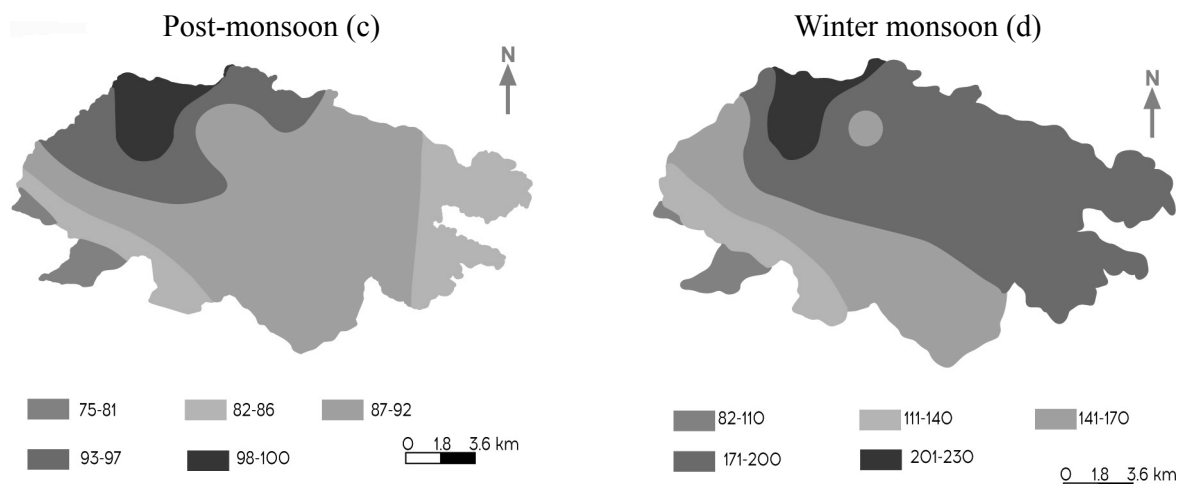 Post-monsoon (c)
N
75-81
82-86
87-92
93-97
98-100
0 1.8 3.6 km
Winter monsoon (d)
N
82-110
111-140
141-170
171-200
201-230
0 1.8 3.6 km